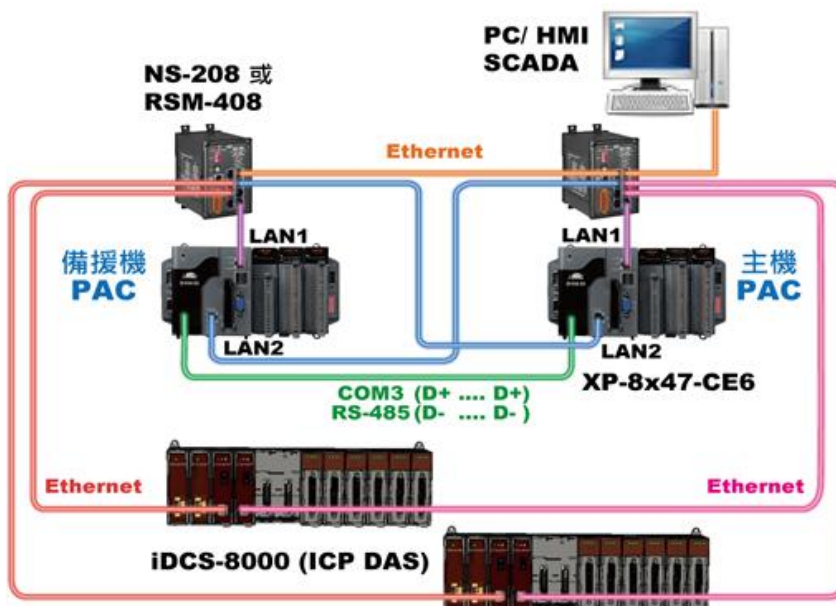 PC/ HMI
SCADA
NS-208 或
RSM-408
Ethernet
LAN1
LAN1
備援機
PAC
主機
PAC
LAN2
LAN2
XP-8x47-CE6
COM3 (D+ .... D+)
RS-485 (D- .... D- )
Ethernet
Ethernet
iDCS-8000 (ICP DAS)